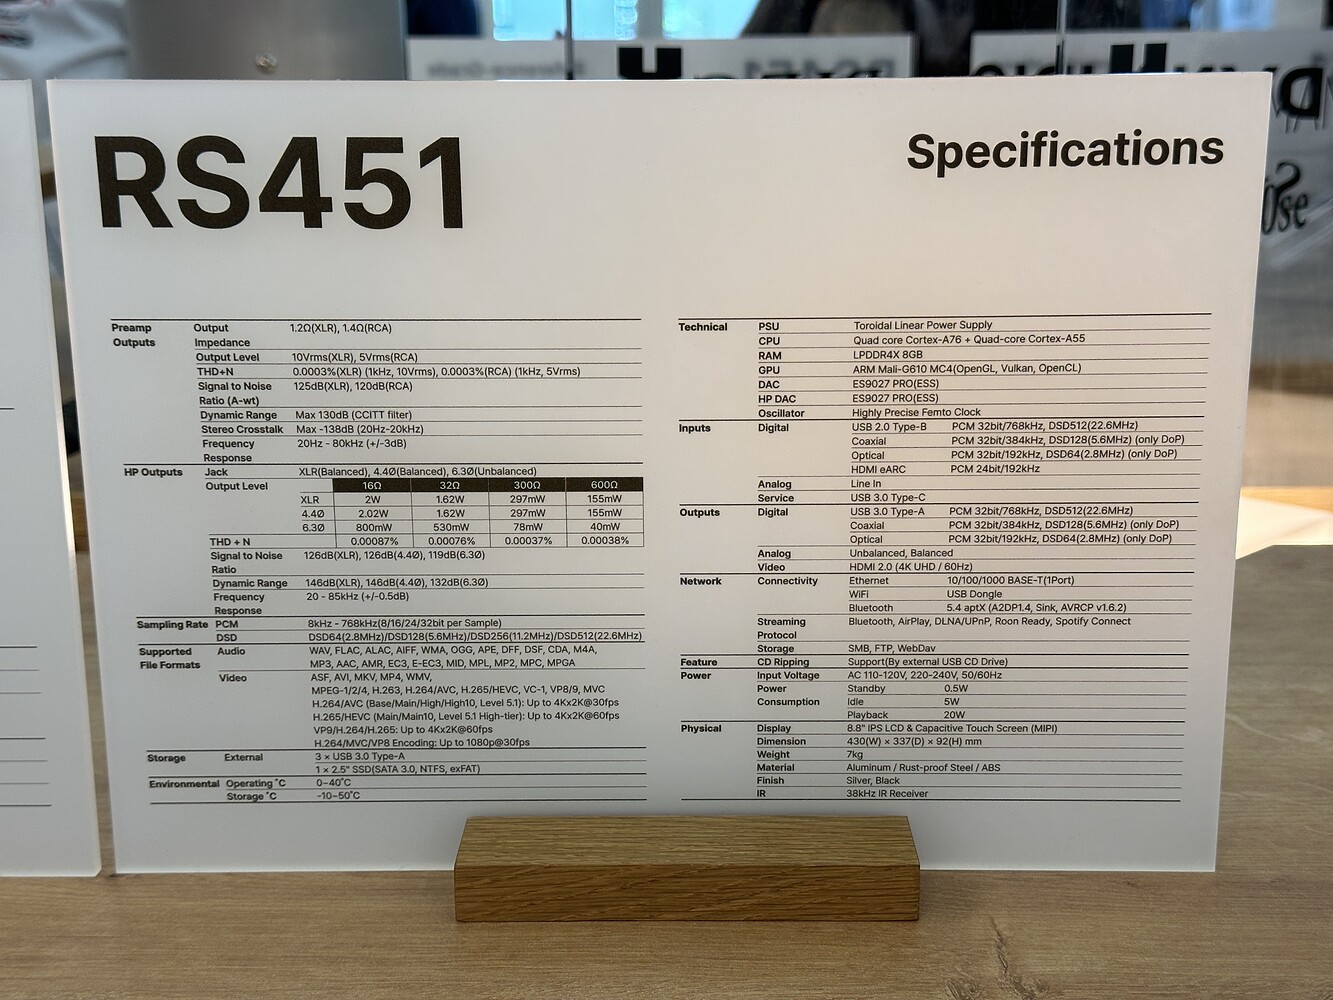 RS451
Specifications
Preamp Outputs
Output Impedance 1.2Ω(XLR), 1.4Ω(RCA)
Output Level 10Vrms(XLR), 5Vrms(RCA)
THD+N 0.0003%(XLR) (1kHz, 10Vrms), 0.0003%(RCA) (1kHz, 5Vrms)
Signal to Noise Ratio (A-wt) 125dB(XLR), 120dB(RCA)
Dynamic Range Max 130dB (CCITT filter)
Stereo Crosstalk Max -138dB (20Hz-20kHz)
Frequency Response 20Hz - 80kHz (+/-3dB)
HP Outputs
Jack XLR(Balanced), 4.4Ø(Balanced), 6.3Ø(Unbalanced)
Output Level 16Ω 32Ω 300Ω 600Ω
XLR 2W 1.62W 297mW 155mW
4.4Ø 2.02W 1.62W 297mW 155mW
6.3Ø 800mW 530mW 78mW 40mW
THD + N 0.00087% 0.00076% 0.00037% 0.00038%
Signal to Noise Ratio 126dB(XLR), 126dB(4.4Ø), 119dB(6.3Ø)
Dynamic Range 146dB(XLR), 146dB(4.4Ø), 132dB(6.3Ø)
Frequency Response 20 - 85kHz (+/-0.5dB)
Sampling Rate PCM 8kHz - 768kHz(8/16/24/32bit per Sample)
DSD DSD64(2.8MHz)/DSD128(5.6MHz)/DSD256(11.2MHz)/DSD512(22.6MHz)
Supported File Formats
Audio WAV, FLAC, ALAC, AIFF, WMA, OGG, APE, DFF, DSF, CDA, M4A,
MP3, AAC, AMR, EC3, E-EC3, MID, MPL, MP2, MPC, MPGA
Video ASF, AVI, MKV, MP4, WMV,
MPEG-1/2/4, H.263, H.264/AVC, H.265/HEVC, VC-1, VP8/9, MVC
H.264/AVC (Base/Main/High/High10, Level 5.1): Up to 4Kx2K@30fps
H.265/HEVC (Main/Main10, Level 5.1 High-tier): Up to 4Kx2K@60fps
VP9/H.264/H.265: Up to 4Kx2K@60fps
H.264/MVC/VP8 Encoding: Up to 1080p@30fps
Storage External 3 × USB 3.0 Type-A
1 × 2.5" SSD(SATA 3.0, NTFS, exFAT)
Environmental Operating ˚C 0~40˚C
Storage ˚C -10~50˚C
Technical PSU Toroidal Linear Power Supply
CPU Quad core Cortex-A76 + Quad-core Cortex-A55
RAM LPDDR4X 8GB
GPU ARM Mali-G610 MC4(OpenGL, Vulkan, OpenCL)
DAC ES9027 PRO(ESS)
HP DAC ES9027 PRO(ESS)
Oscillator Highly Precise Femto Clock
Inputs Digital USB 2.0 Type-B PCM 32bit/768kHz, DSD512(22.6MHz)
Coaxial PCM 32bit/384kHz, DSD128(5.6MHz) (only DoP)
Optical PCM 32bit/192kHz, DSD64(2.8MHz) (only DoP)
HDMI eARC PCM 24bit/192kHz
Analog Line In
Service USB 3.0 Type-C
Outputs Digital USB 3.0 Type-A PCM 32bit/768kHz, DSD512(22.6MHz)
Coaxial PCM 32bit/384kHz, DSD128(5.6MHz) (only DoP)
Optical PCM 32bit/192kHz, DSD64(2.8MHz) (only DoP)
Analog Unbalanced, Balanced
Video HDMI 2.0 (4K UHD / 60Hz)
Network Connectivity Ethernet 10/100/1000 BASE-T(1Port)
WiFi USB Dongle
Bluetooth 5.4 aptX (A2DP1.4, Sink, AVRCP v1.6.2)
Streaming Protocol Bluetooth, AirPlay, DLNA/UPnP, Roon Ready, Spotify Connect
Storage SMB, FTP, WebDav
Feature CD Ripping Support(By external USB CD Drive)
Power Input Voltage AC 110-120V, 220-240V, 50/60Hz
Power Consumption Standby 0.5W
Idle 5W
Playback 20W
Physical Display 8.8" IPS LCD & Capacitive Touch Screen (MIPI)
Dimension 430(W) × 337(D) × 92(H) mm
Weight 7kg
Material Aluminum / Rust-proof Steel / ABS
Finish Silver, Black
IR 38kHz IR Receiver